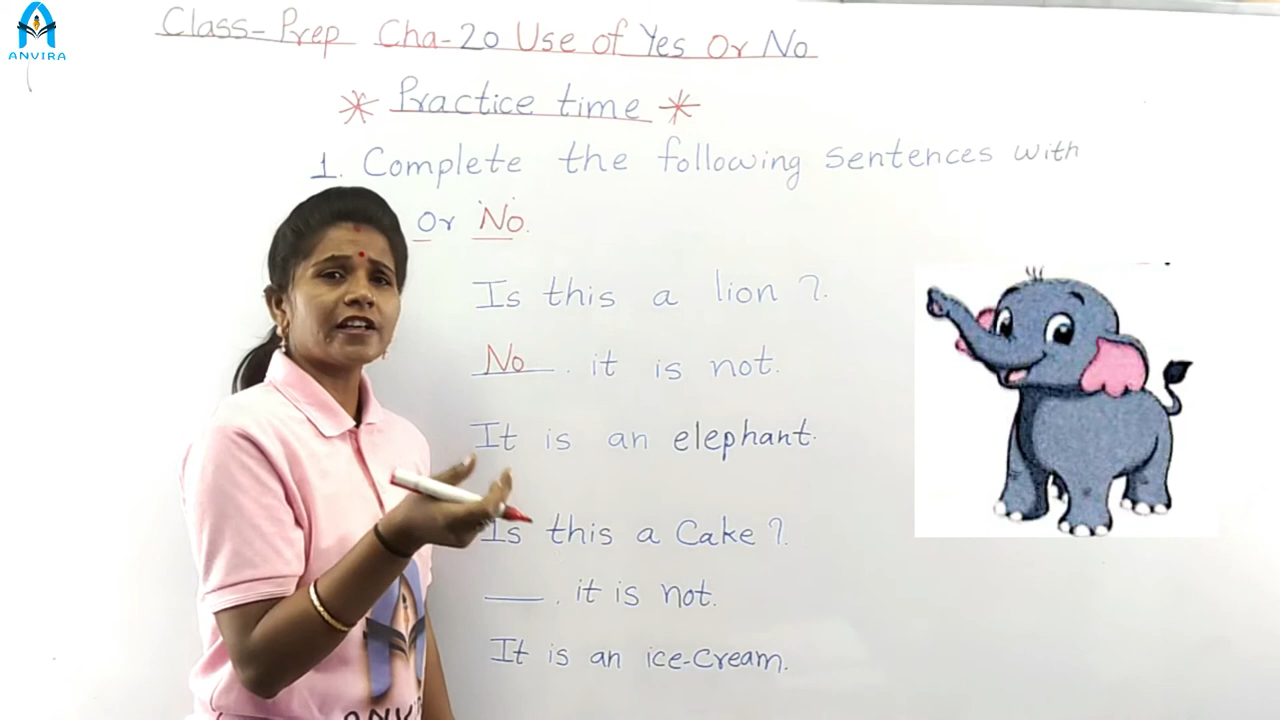 ANVIRA
Class-Prep Cha-20 Use of Yes Or No
* Practice time *
1. Complete the following sentences with
Or No.
Is this a lion ?.
No . it is not.
It is an elephant.
Is this a Cake ?.
___ . it is not.
It is an ice-Cream.
ANVI